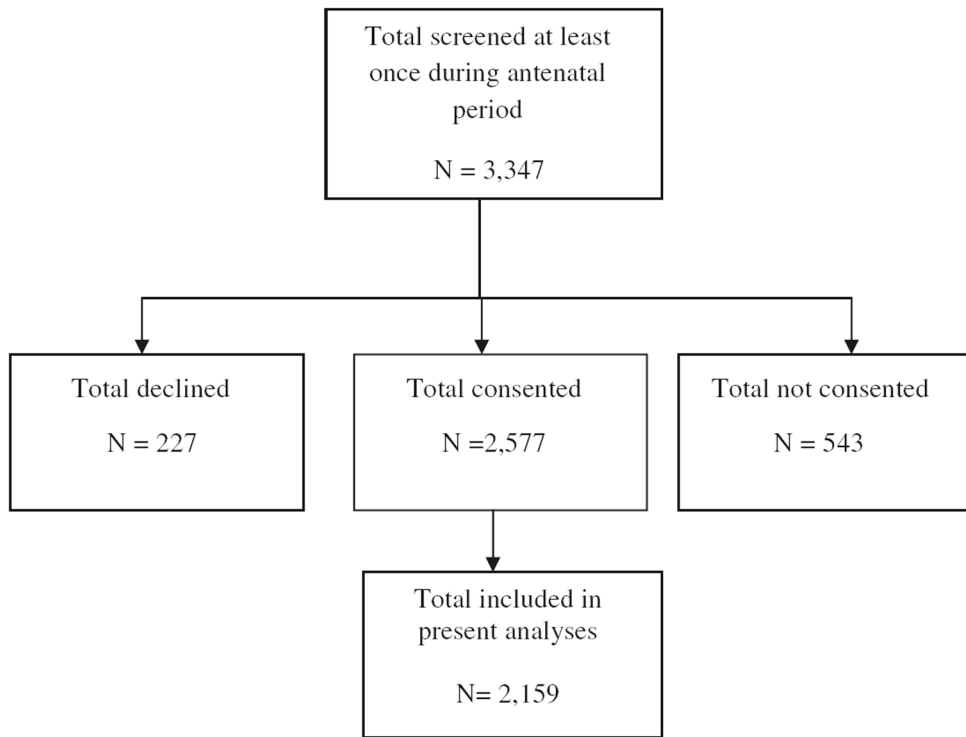 Total screened at least
once during antenatal
period
N = 3,347
Total declined
N = 227
Total consented
N =2,577
Total not consented
N = 543
Total included in
present analyses
N= 2,159